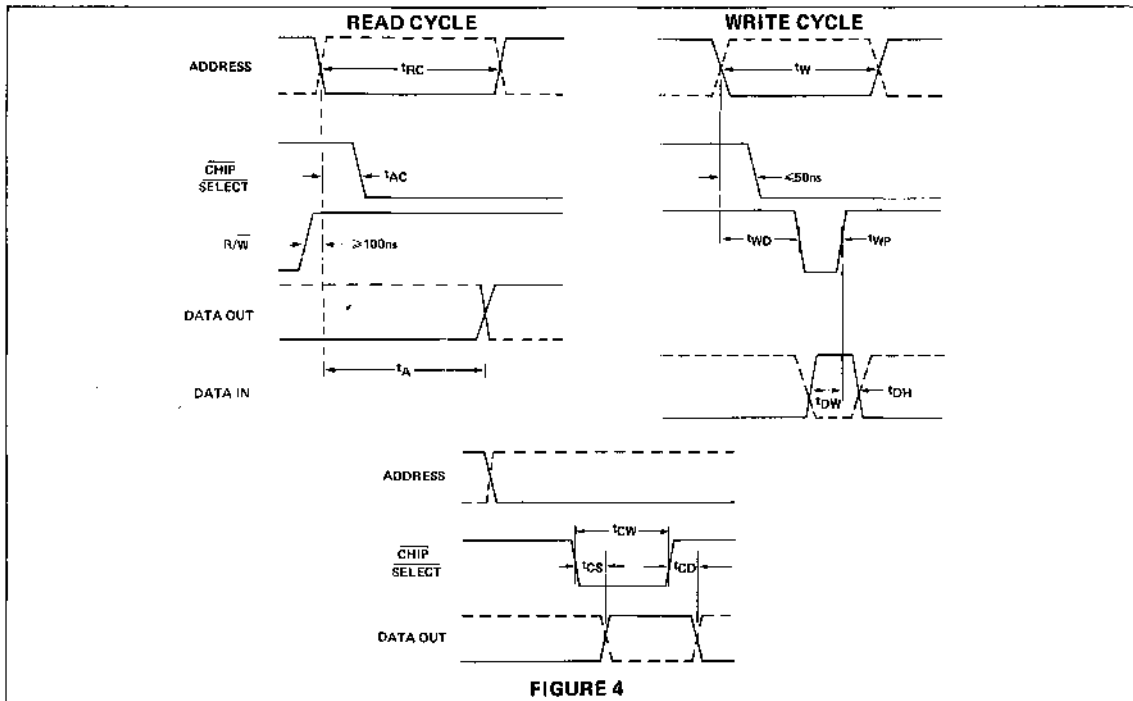 READ CYCLE
ADDRESS
tRC
CHIP
SELECT
tAC
R/W
≥100ns
DATA OUT
tA
DATA IN
WRITE CYCLE
tW
≤50ns
tWD
tWP
tDW
tDH
ADDRESS
tCW
CHIP
SELECT
tCS
tCD
DATA OUT
FIGURE 4